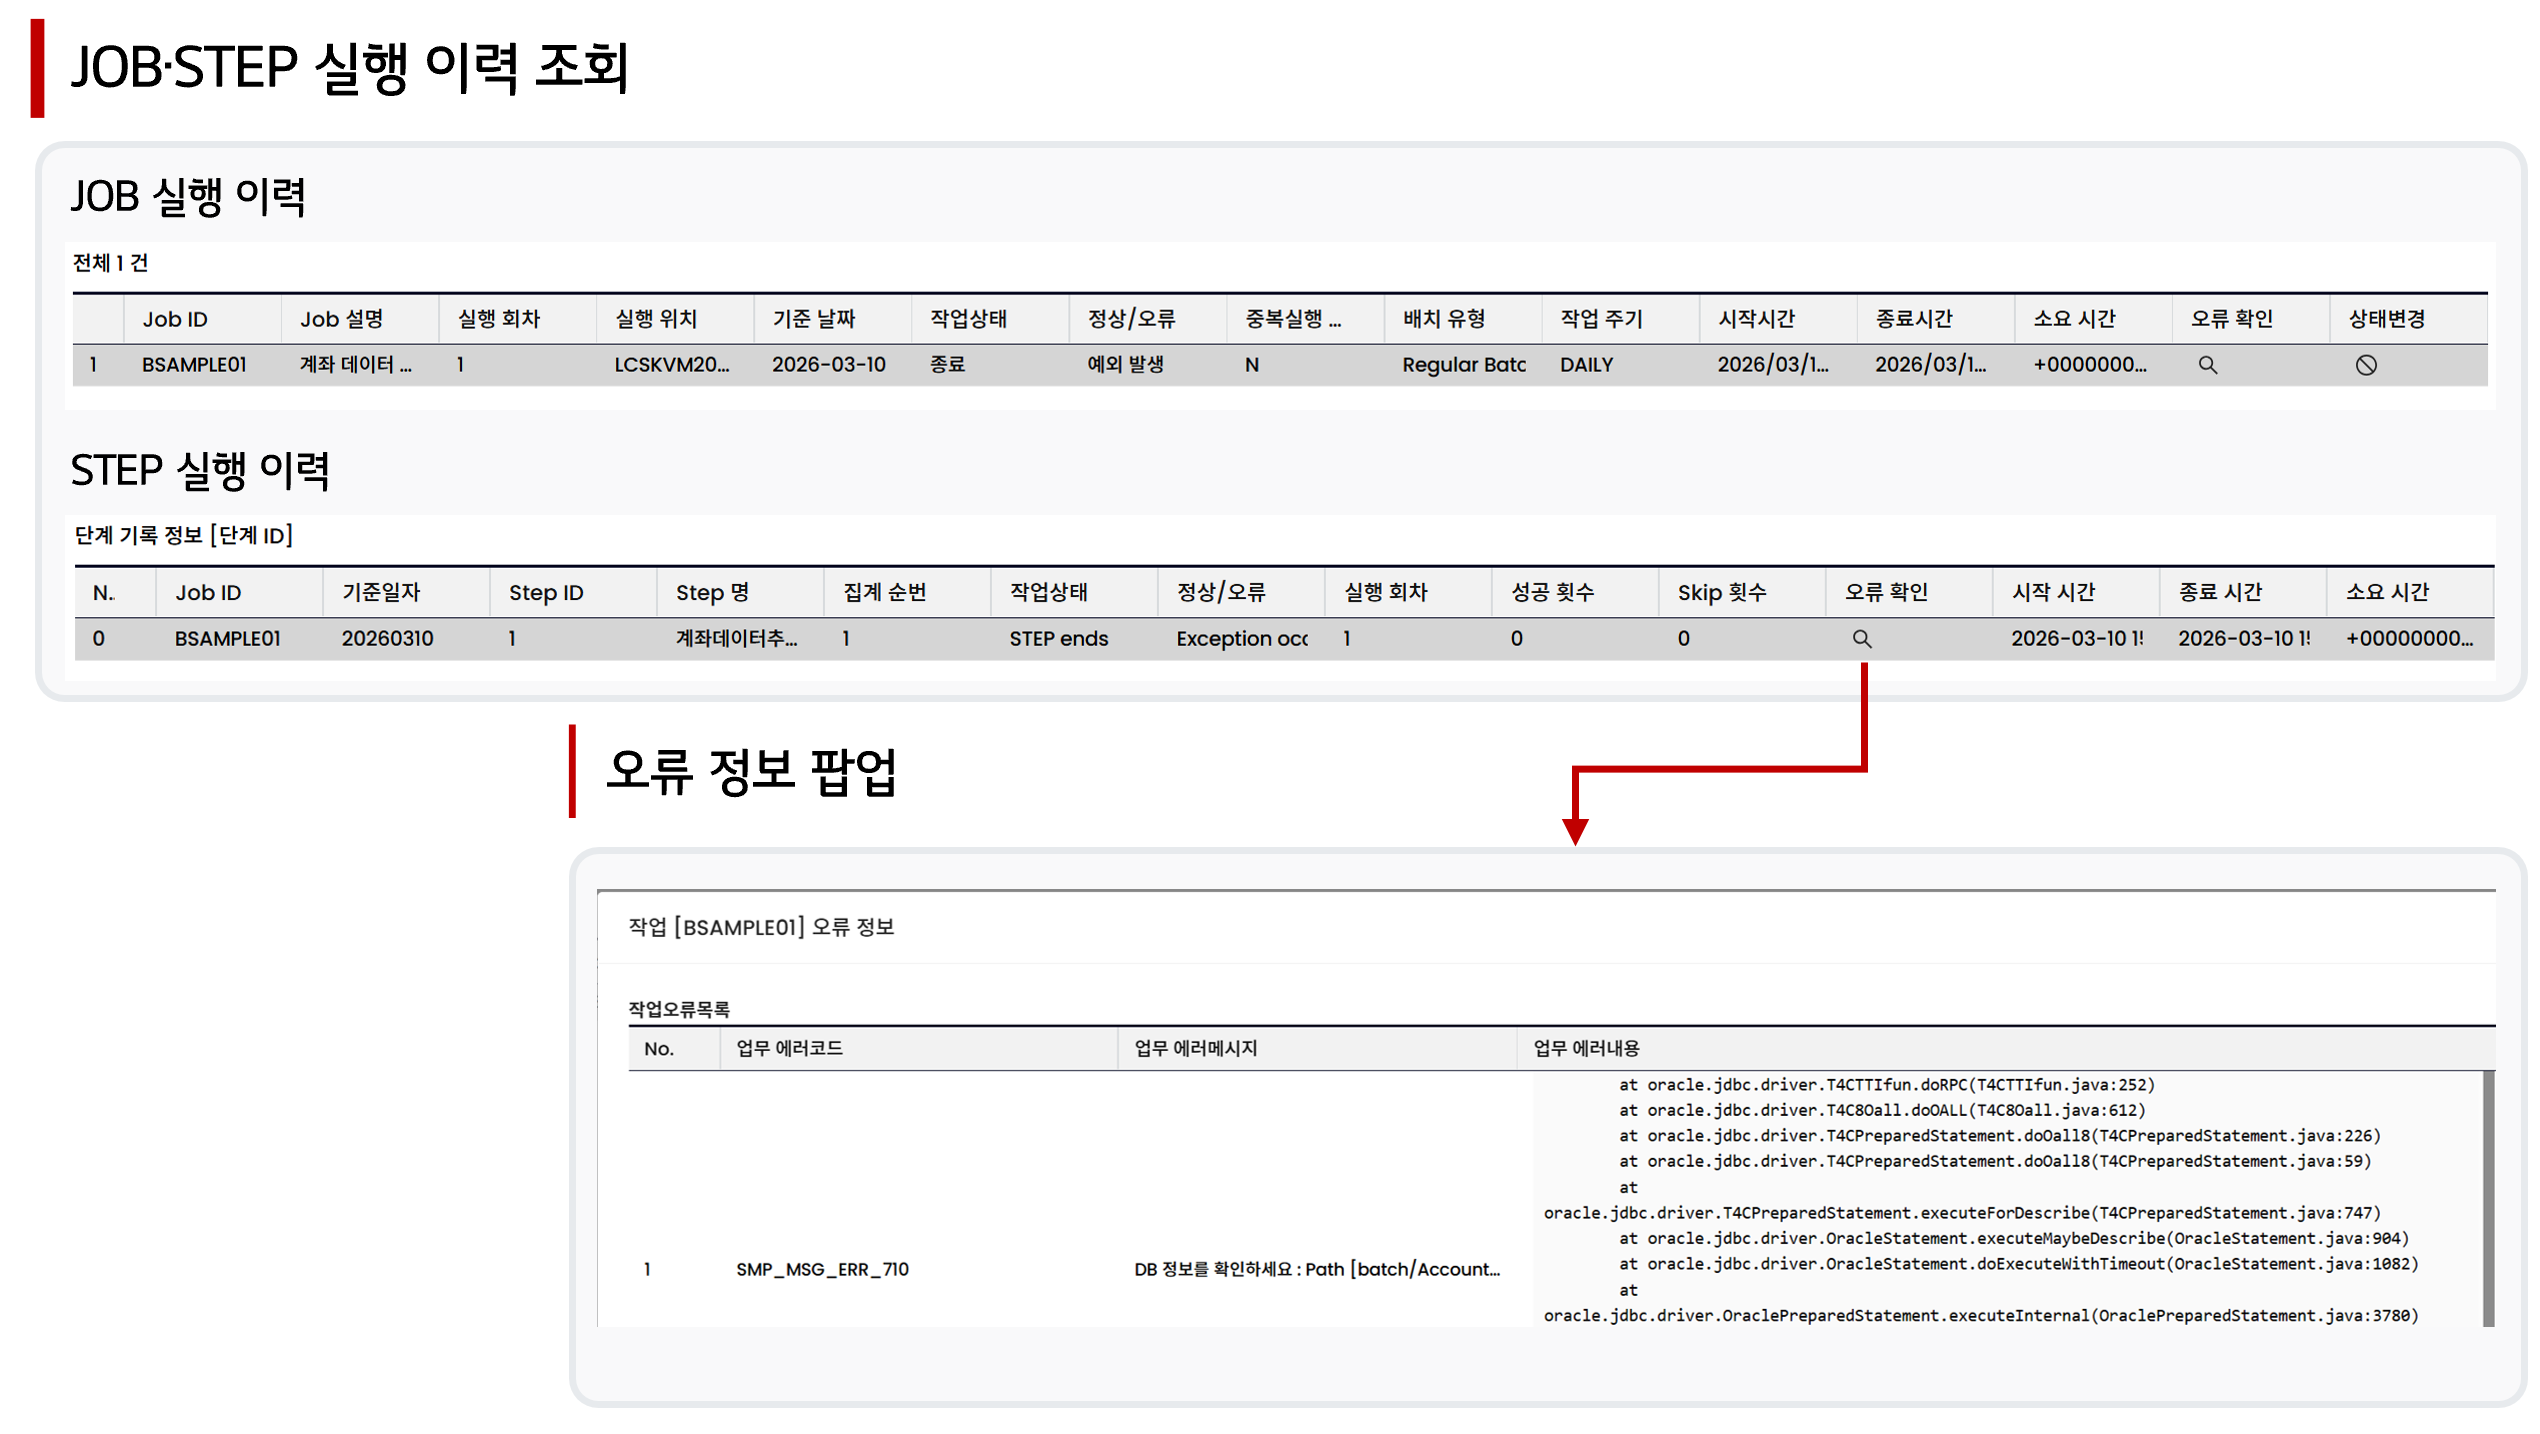 JOB·STEP 실행 이력 조회
JOB 실행 이력
전체 1 건
Job ID Job 설명 실행 회차 실행 위치 기준 날짜 작업상태 정상/오류 중복실행 ... 배치 유형 작업 주기 시작시간 종료시간 소요 시간 오류 확인 상태변경
1 BSAMPLE01 계좌 데이터 ... 1 LCSKVM20... 2026-03-10 종료 예외 발생 N Regular Batc DAILY 2026/03/1... 2026/03/1... +0000000...
STEP 실행 이력
단계 기록 정보 [단계 ID]
N.. Job ID 기준일자 Step ID Step 명 집계 순번 작업상태 정상/오류 실행 회차 성공 횟수 Skip 횟수 오류 확인 시작 시간 종료 시간 소요 시간
0 BSAMPLE01 20260310 1 계좌데이터추... 1 STEP ends Exception occ 1 0 0 2026-03-10 1 2026-03-10 1 +00000000...
오류 정보 팝업
작업 [BSAMPLE01] 오류 정보
작업오류목록
No. 업무 에러코드 업무 에러메시지 업무 에러내용
at oracle.jdbc.driver.T4CTTIfun.doRPC(T4CTTIfun.java:252)
at oracle.jdbc.driver.T4C8Oall.doOALL(T4C8Oall.java:612)
at oracle.jdbc.driver.T4CPreparedStatement.doOall8(T4CPreparedStatement.java:226)
at oracle.jdbc.driver.T4CPreparedStatement.doOall8(T4CPreparedStatement.java:59)
at
oracle.jdbc.driver.T4CPreparedStatement.executeForDescribe(T4CPreparedStatement.java:747)
at oracle.jdbc.driver.OracleStatement.executeMaybeDescribe(OracleStatement.java:904)
at oracle.jdbc.driver.OracleStatement.doExecuteWithTimeout(OracleStatement.java:1082)
at
oracle.jdbc.driver.OraclePreparedStatement.executeInternal(OraclePreparedStatement.java:3780)
1 SMP_MSG_ERR_710 DB 정보를 확인하세요 : Path [batch/Account...